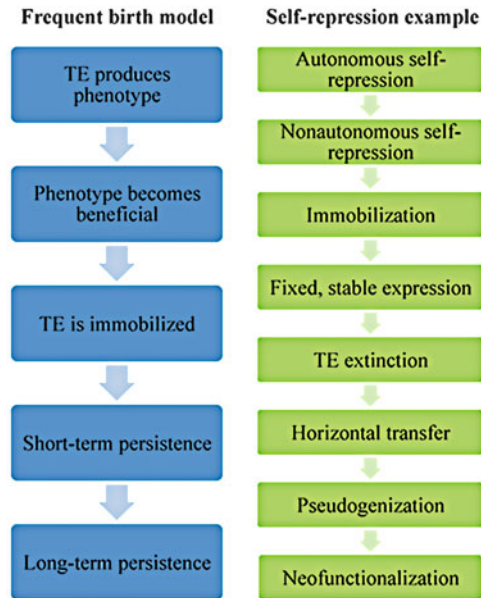 Frequent birth model
TE produces
phenotype
Phenotype becomes
beneficial
TE is immobilized
Short-term persistence
Long-term persistence
Self-repression example
Autonomous self-
repression
Nonautonomous self-
repression
Immobilization
Fixed, stable expression
TE extinction
Horizontal transfer
Pseudogenization
Neofunctionalization